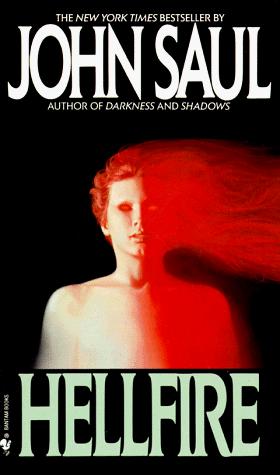 THE NEW YORK TIMES BESTSELLER BY
JOHN SAUL
AUTHOR OF DARKNESS AND SHADOWS
BANTAM BOOKS
HELLFIRE